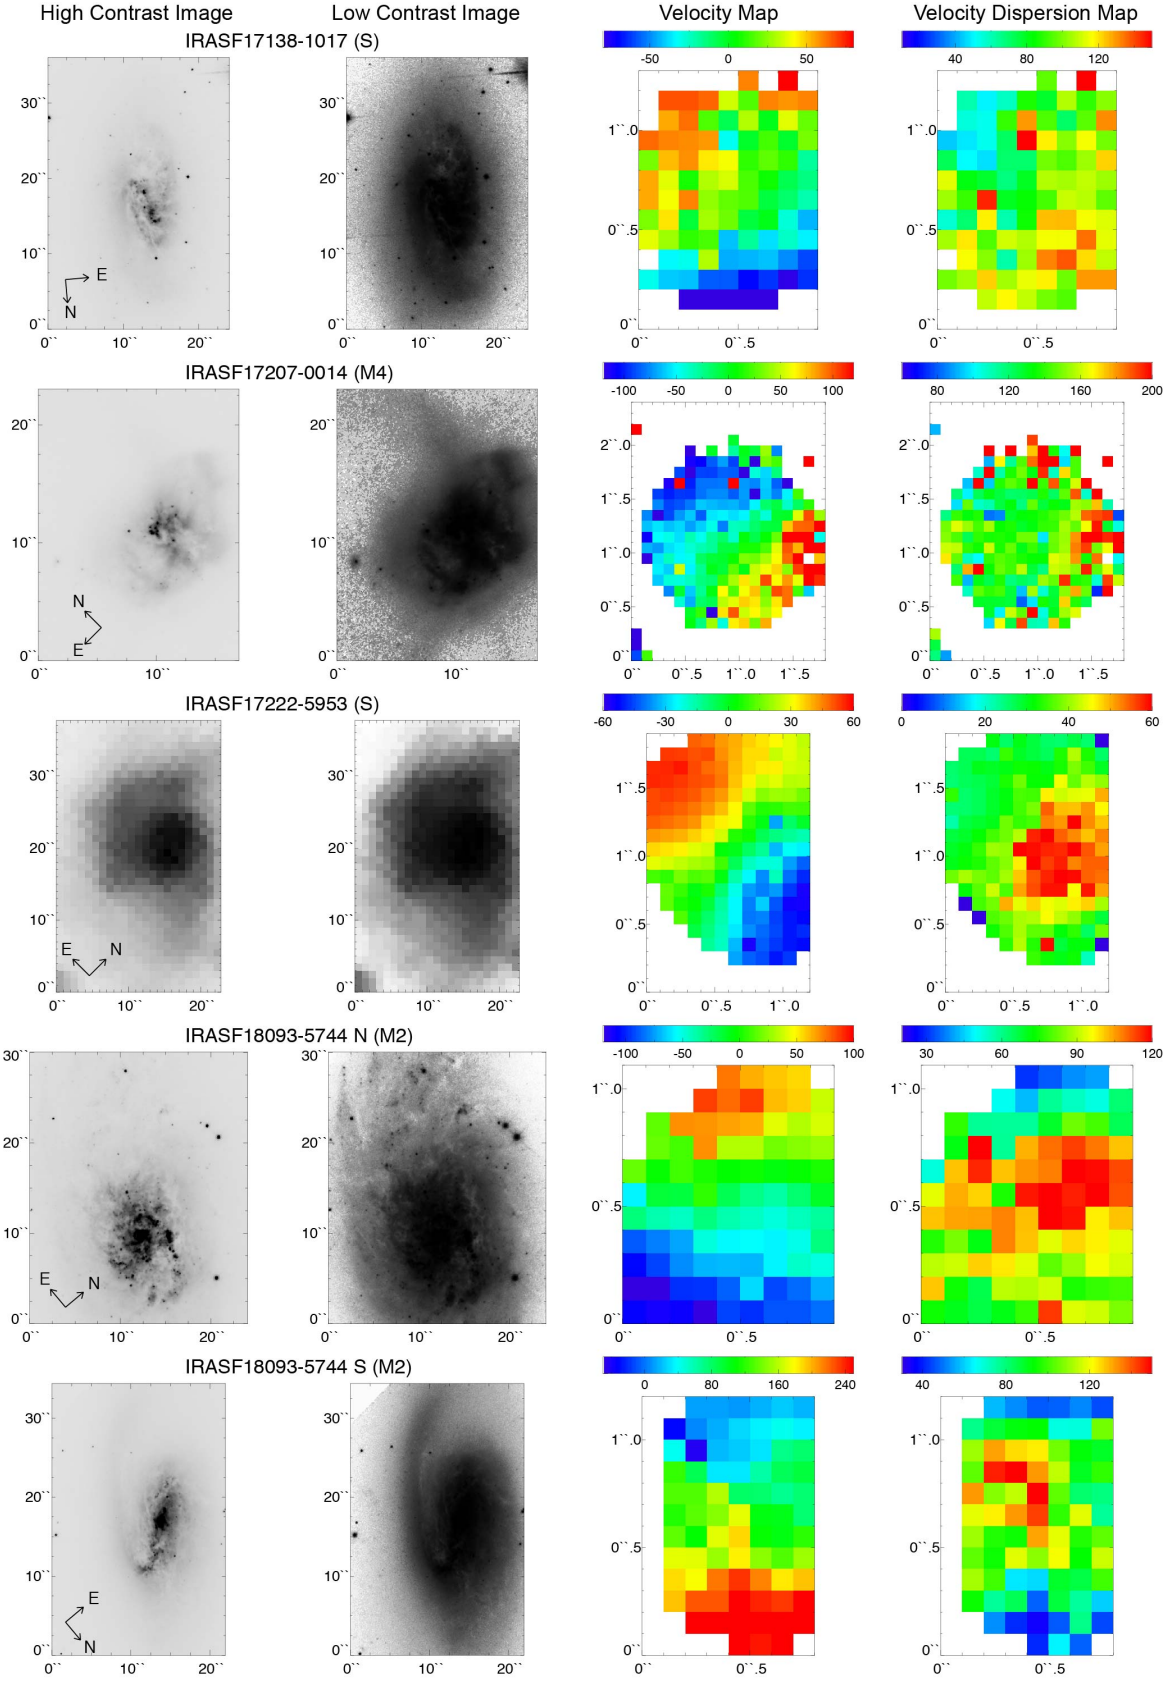 High Contrast Image Low Contrast Image Velocity Map Velocity Dispersion Map
IRASF17138-1017 (S)
-50 0 50 40 80 120
30`` 30`` 1``.0 1``.0
20`` 20``
10`` 10`` 0``.5 0``.5
E
N
0`` 0`` 0`` 0``
0`` 10`` 20`` 0`` 10`` 20`` 0`` 0``.5 0`` 0``.5
IRASF17207-0014 (M4)
-100 -50 0 50 100 80 120 160 200
20`` 20`` 2``.0 2``.0
1``.5 1``.5
10`` 10`` 1``.0 1``.0
N
E
0``.5 0``.5
0`` 0`` 0`` 0``
0`` 10`` 0`` 10`` 0`` 0``.5 1``.0 1``.5 0`` 0``.5 1``.0 1``.5
IRASF17222-5953 (S)
-60 -30 0 30 60 0 20 40 60
30`` 30`` 1``.5 1``.5
20`` 20`` 1``.0 1``.0
10`` 10`` 0``.5 0``.5
E N
0`` 0`` 0`` 0``
0`` 10`` 20`` 0`` 10`` 20`` 0`` 0``.5 1``.0 0`` 0``.5 1``.0
IRASF18093-5744 N (M2)
-100 -50 0 50 100 30 60 90 120
30`` 30`` 1``.0 1``.0
20`` 20``
10`` 10`` 0``.5 0``.5
E N
0`` 0`` 0`` 0``
0`` 10`` 20`` 0`` 10`` 20`` 0`` 0``.5 0`` 0``.5
IRASF18093-5744 S (M2)
0 80 160 240 40 80 120
30`` 30`` 1``.0 1``.0
20`` 20``
10`` 10`` 0``.5 0``.5
E
N
0`` 0`` 0`` 0``
0`` 10`` 20`` 0`` 10`` 20`` 0`` 0``.5 0`` 0``.5